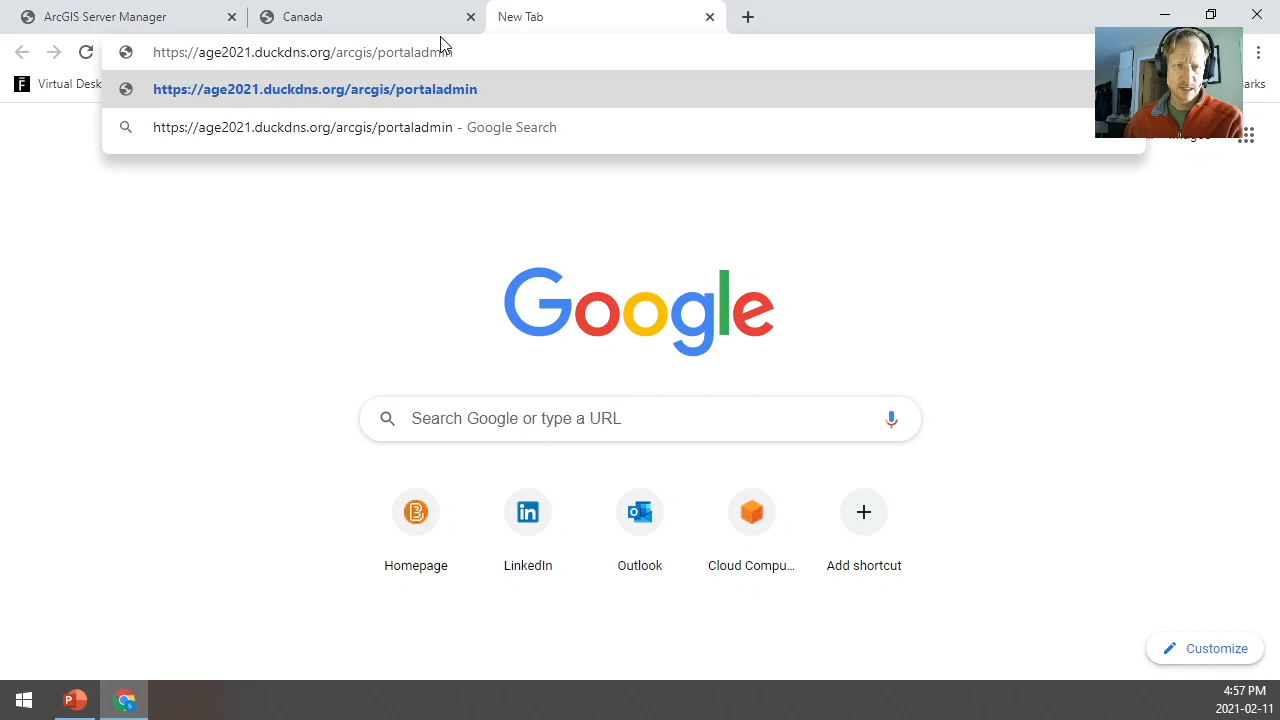 ArcGIS Server Manager
Canada
New Tab
https://age2021.duckdns.org/arcgis/portaladmin
Virtual Desk
arks
https://age2021.duckdns.org/arcgis/portaladmin
https://age2021.duckdns.org/arcgis/portaladmin - Google Search
Google
Search Google or type a URL
Homepage
LinkedIn
Outlook
Cloud Compu...
Add shortcut
Customize
4:57 PM
2021-02-11